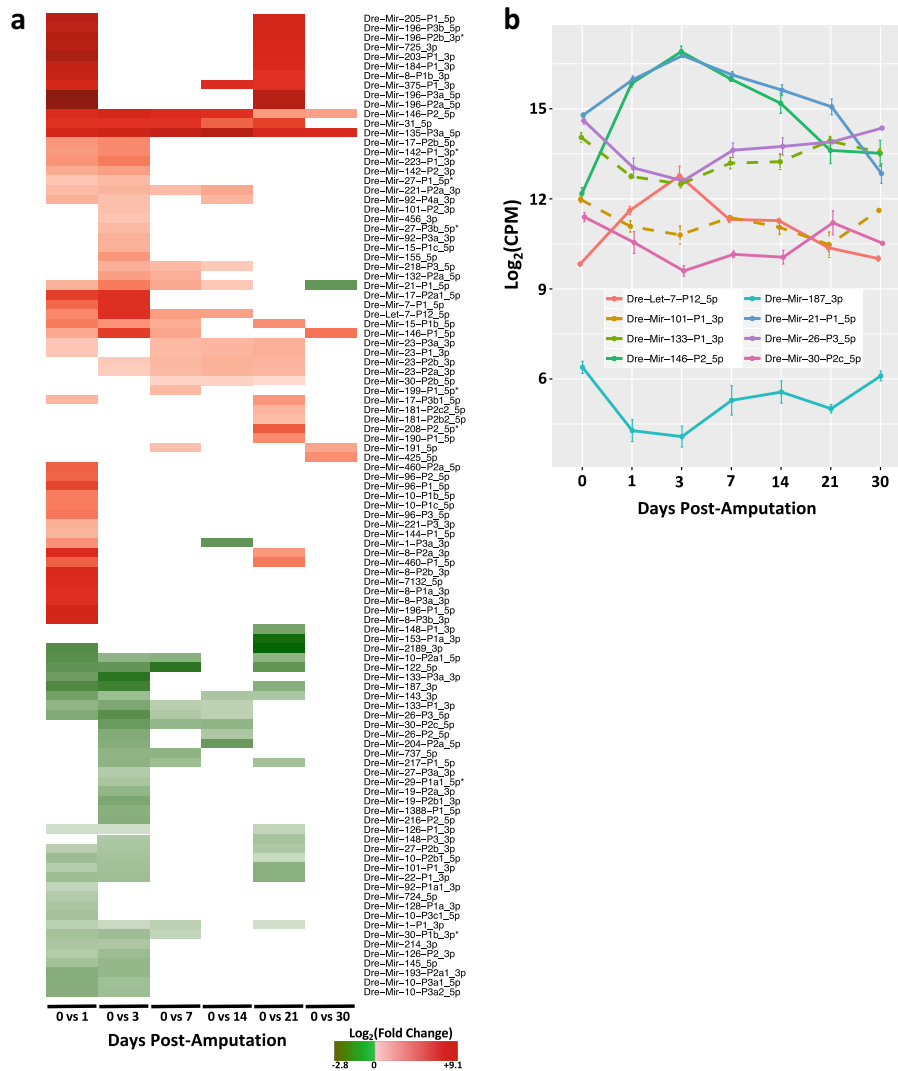 a
Dre-Mir-205-P1_5p
Dre-Mir-196-P3b_5p
Dre-Mir-196-P2b_3p*
Dre-Mir-725_3p
Dre-Mir-203-P1_3p
Dre-Mir-184-P1_3p
Dre-Mir-8-P1b_3p
Dre-Mir-375-P1_3p
Dre-Mir-196-P3a_5p
Dre-Mir-196-P2a_5p
Dre-Mir-146-P2_5p
Dre-Mir-31_5p
Dre-Mir-135-P3a_5p
Dre-Mir-17-P2b_5p
Dre-Mir-142-P1_3p*
Dre-Mir-223-P1_3p
Dre-Mir-142-P2_3p
Dre-Mir-27-P1_5p*
Dre-Mir-221-P2a_3p
Dre-Mir-92-P4a_3p
Dre-Mir-101-P2_3p
Dre-Mir-456_3p
Dre-Mir-27-P3b_5p*
Dre-Mir-92-P3a_3p
Dre-Mir-15-P1c_5p
Dre-Mir-155_5p
Dre-Mir-218-P3_5p
Dre-Mir-132-P2a_5p
Dre-Mir-21-P1_5p
Dre-Mir-17-P2a1_5p
Dre-Mir-7-P1_5p
Dre-Let-7-P12_5p
Dre-Mir-15-P1b_5p
Dre-Mir-146-P1_5p
Dre-Mir-23-P3a_3p
Dre-Mir-23-P1_3p
Dre-Mir-23-P2b_3p
Dre-Mir-23-P2a_3p
Dre-Mir-30-P2b_5p
Dre-Mir-199-P1_5p*
Dre-Mir-17-P3b1_5p
Dre-Mir-181-P2c2_5p
Dre-Mir-181-P2b2_5p
Dre-Mir-208-P2_5p*
Dre-Mir-190-P1_5p
Dre-Mir-191_5p
Dre-Mir-425_5p
Dre-Mir-460-P2a_5p
Dre-Mir-96-P2_5p
Dre-Mir-96-P1_5p
Dre-Mir-10-P1b_5p
Dre-Mir-10-P1c_5p
Dre-Mir-96-P3_5p
Dre-Mir-221-P3_3p
Dre-Mir-144-P1_5p
Dre-Mir-1-P3a_3p
Dre-Mir-8-P2a_3p
Dre-Mir-460-P1_5p
Dre-Mir-8-P2b_3p
Dre-Mir-7132_5p
Dre-Mir-8-P1a_3p
Dre-Mir-8-P3a_3p
Dre-Mir-196-P1_5p
Dre-Mir-8-P3b_3p
Dre-Mir-148-P1_3p
Dre-Mir-153-P1a_3p
Dre-Mir-2189_3p
Dre-Mir-10-P2a1_5p
Dre-Mir-122_5p
Dre-Mir-133-P3a_3p
Dre-Mir-187_3p
Dre-Mir-143_3p
Dre-Mir-133-P1_3p
Dre-Mir-26-P3_5p
Dre-Mir-30-P2c_5p
Dre-Mir-26-P2_5p
Dre-Mir-204-P2a_5p
Dre-Mir-737_5p
Dre-Mir-217-P1_5p
Dre-Mir-27-P3a_3p
Dre-Mir-29-P1a1_5p*
Dre-Mir-19-P2a_3p
Dre-Mir-19-P2b1_3p
Dre-Mir-1388-P1_5p
Dre-Mir-216-P2_5p
Dre-Mir-126-P1_3p
Dre-Mir-148-P3_3p
Dre-Mir-27-P2b_3p
Dre-Mir-10-P2b1_5p
Dre-Mir-101-P1_3p
Dre-Mir-22-P1_3p
Dre-Mir-92-P1a1_3p
Dre-Mir-724_5p
Dre-Mir-128-P1a_3p
Dre-Mir-10-P3c1_5p
Dre-Mir-1-P1_3p
Dre-Mir-30-P1b_3p*
Dre-Mir-214_3p
Dre-Mir-126-P2_3p
Dre-Mir-145_5p
Dre-Mir-193-P2a1_3p
Dre-Mir-10-P3a1_5p
Dre-Mir-10-P3a2_5p
0 vs 1 0 vs 3 0 vs 7 0 vs 14 0 vs 21 0 vs 30
Days Post-Amputation
Log2(Fold Change)
-2.8 0 +9.1
b
Log2(CPM)
15
12
9
6
Dre-Let-7-P12_5p
Dre-Mir-101-P1_3p
Dre-Mir-133-P1_3p
Dre-Mir-146-P2_5p
Dre-Mir-187_3p
Dre-Mir-21-P1_5p
Dre-Mir-26-P3_5p
Dre-Mir-30-P2c_5p
0 1 3 7 14 21 30
Days Post-Amputation